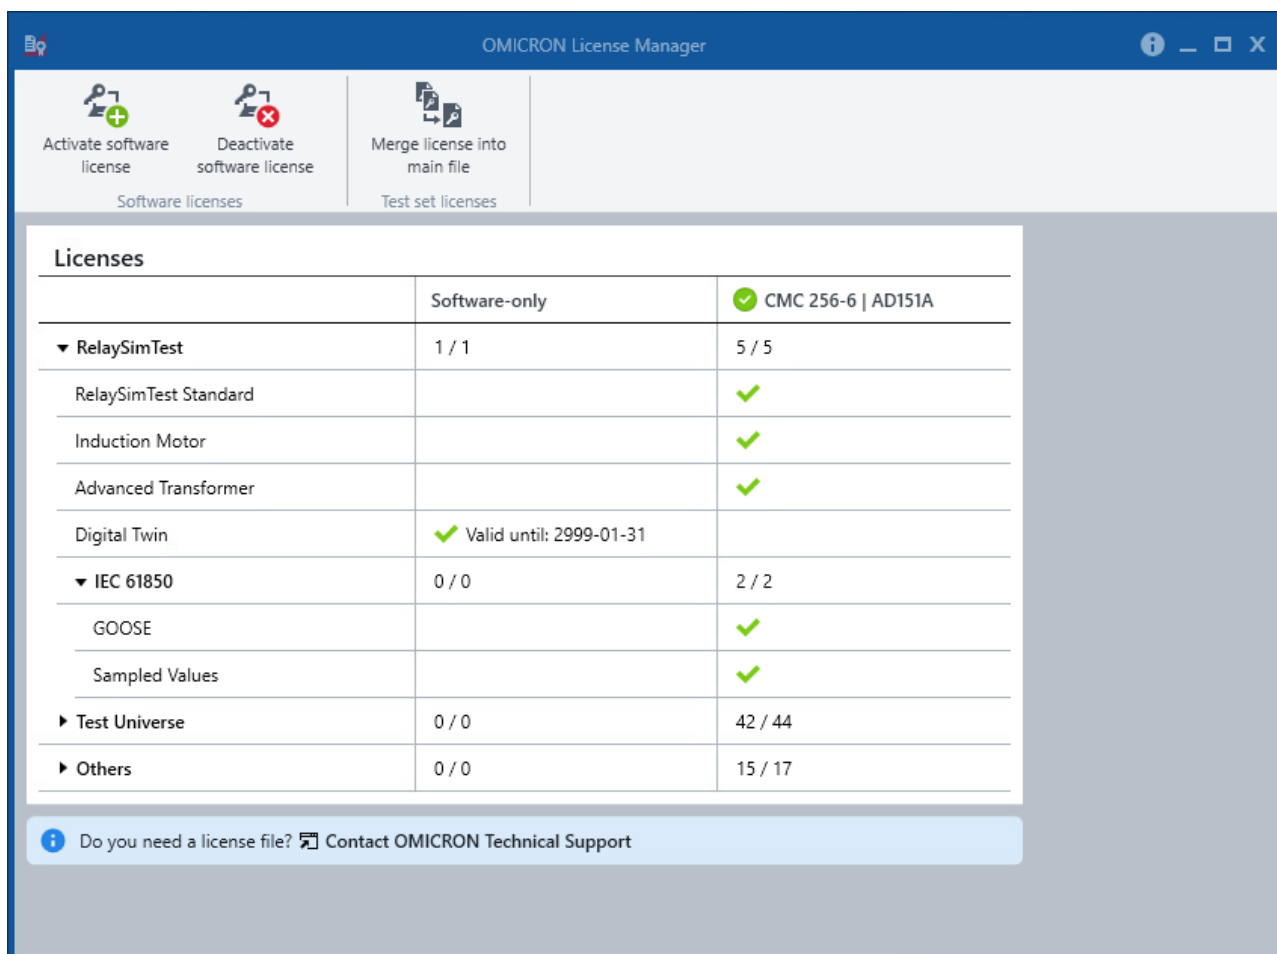 OMICRON License Manager
Activate software
license
Deactivate
software license
Merge license into
main file
Software licenses
Test set licenses
Licenses
Software-only
CMC 256-6 | AD151A
RelaySimTest
1 / 1
5 / 5
RelaySimTest Standard
Induction Motor
Advanced Transformer
Digital Twin
Valid until: 2999-01-31
IEC 61850
0 / 0
2 / 2
GOOSE
Sampled Values
Test Universe
0 / 0
42 / 44
Others
0 / 0
15 / 17
Do you need a license file? Contact OMICRON Technical Support